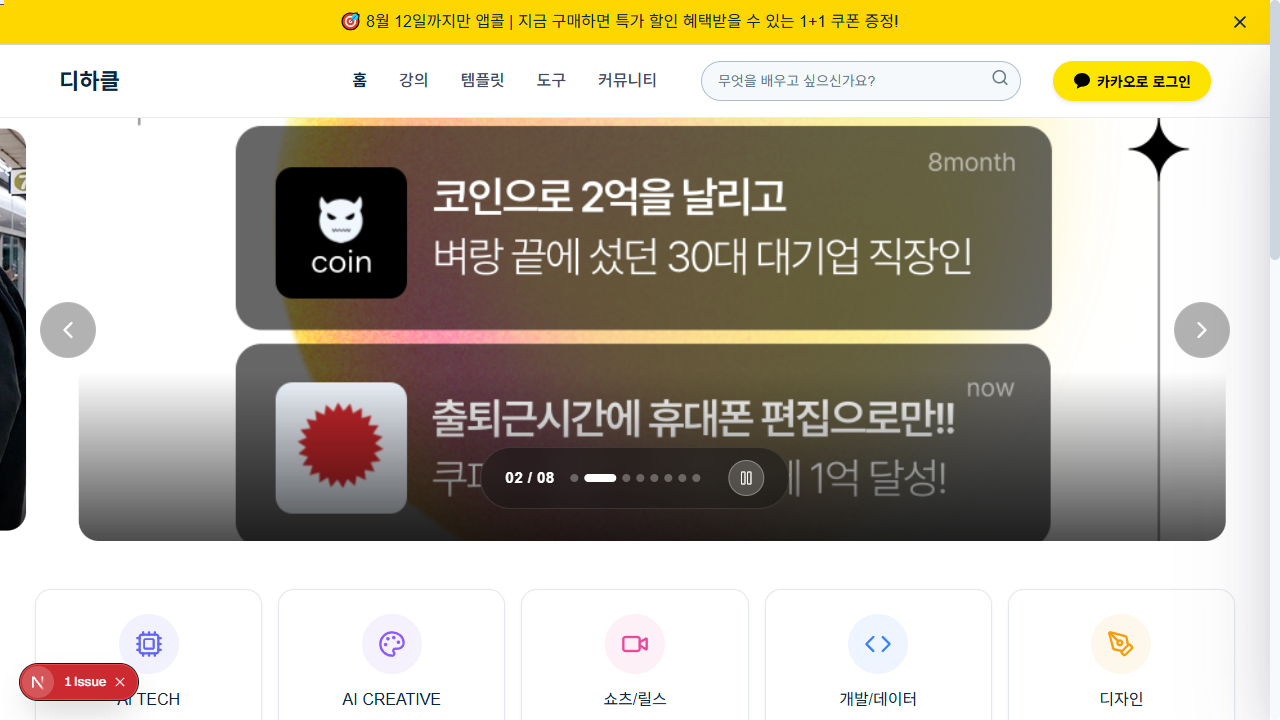 8월 12일까지만 앱콜 | 지금 구매하면 특가 할인 혜택받을 수 있는 1+1 쿠폰 증정!
디하클
홈
강의
템플릿
도구
커뮤니티
무엇을 배우고 싶으신가요?
카카오로 로그인
8month
코인으로 2억을 날리고
벼랑 끝에 섰던 30대 대기업 직장인
coin
now
출퇴근시간에 휴대폰 편집으로만!!
1억 달성!
02 / 08
AI TECH
AI CREATIVE
쇼츠/릴스
개발/데이터
디자인
N 1 Issue